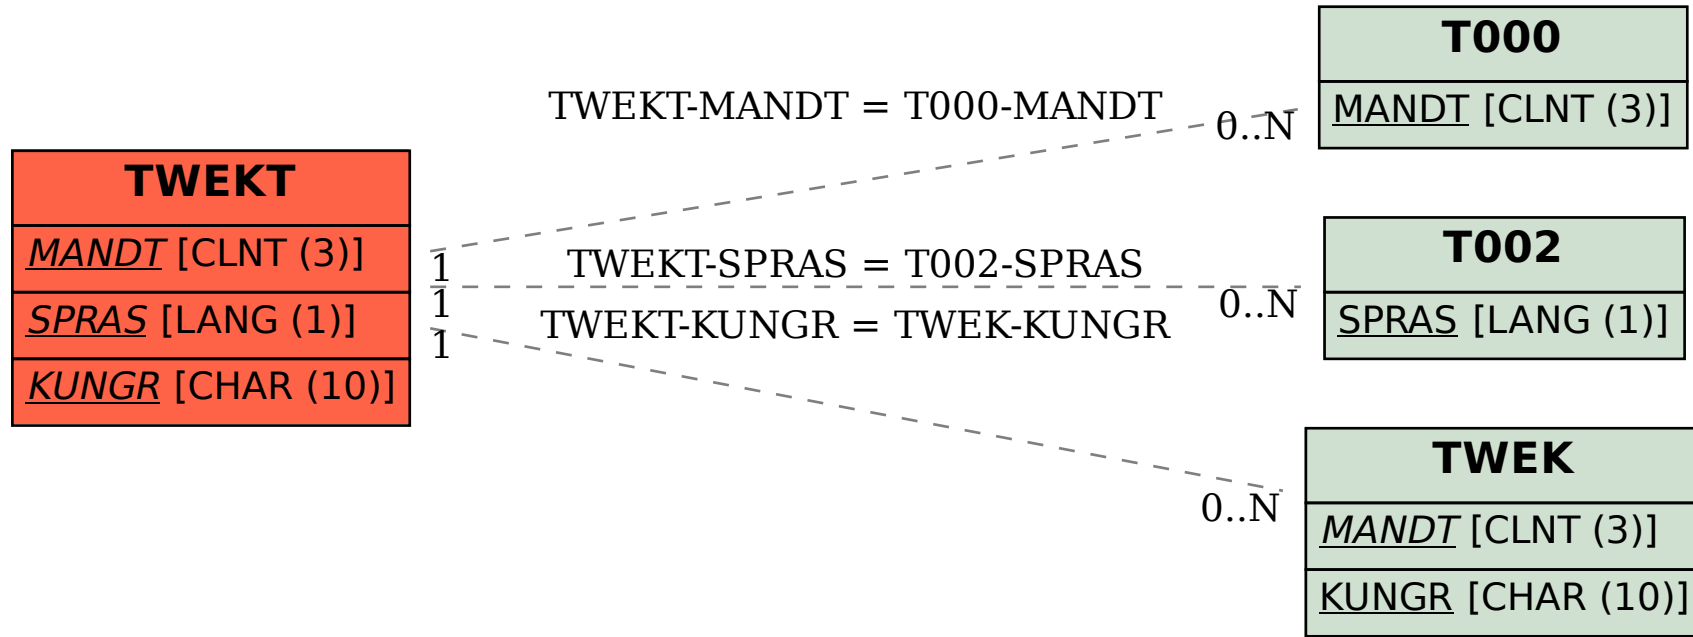 TWEKT
MANDT [CLNT (3)]
SPRAS [LANG (1)]
KUNGR [CHAR (10)]
TWEKT-MANDT = T000-MANDT
0..N
1
TWEKT-SPRAS = T002-SPRAS
0..N
1
TWEKT-KUNGR = TWEK-KUNGR
0..N
1
T000
MANDT [CLNT (3)]
T002
SPRAS [LANG (1)]
TWEK
MANDT [CLNT (3)]
KUNGR [CHAR (10)]